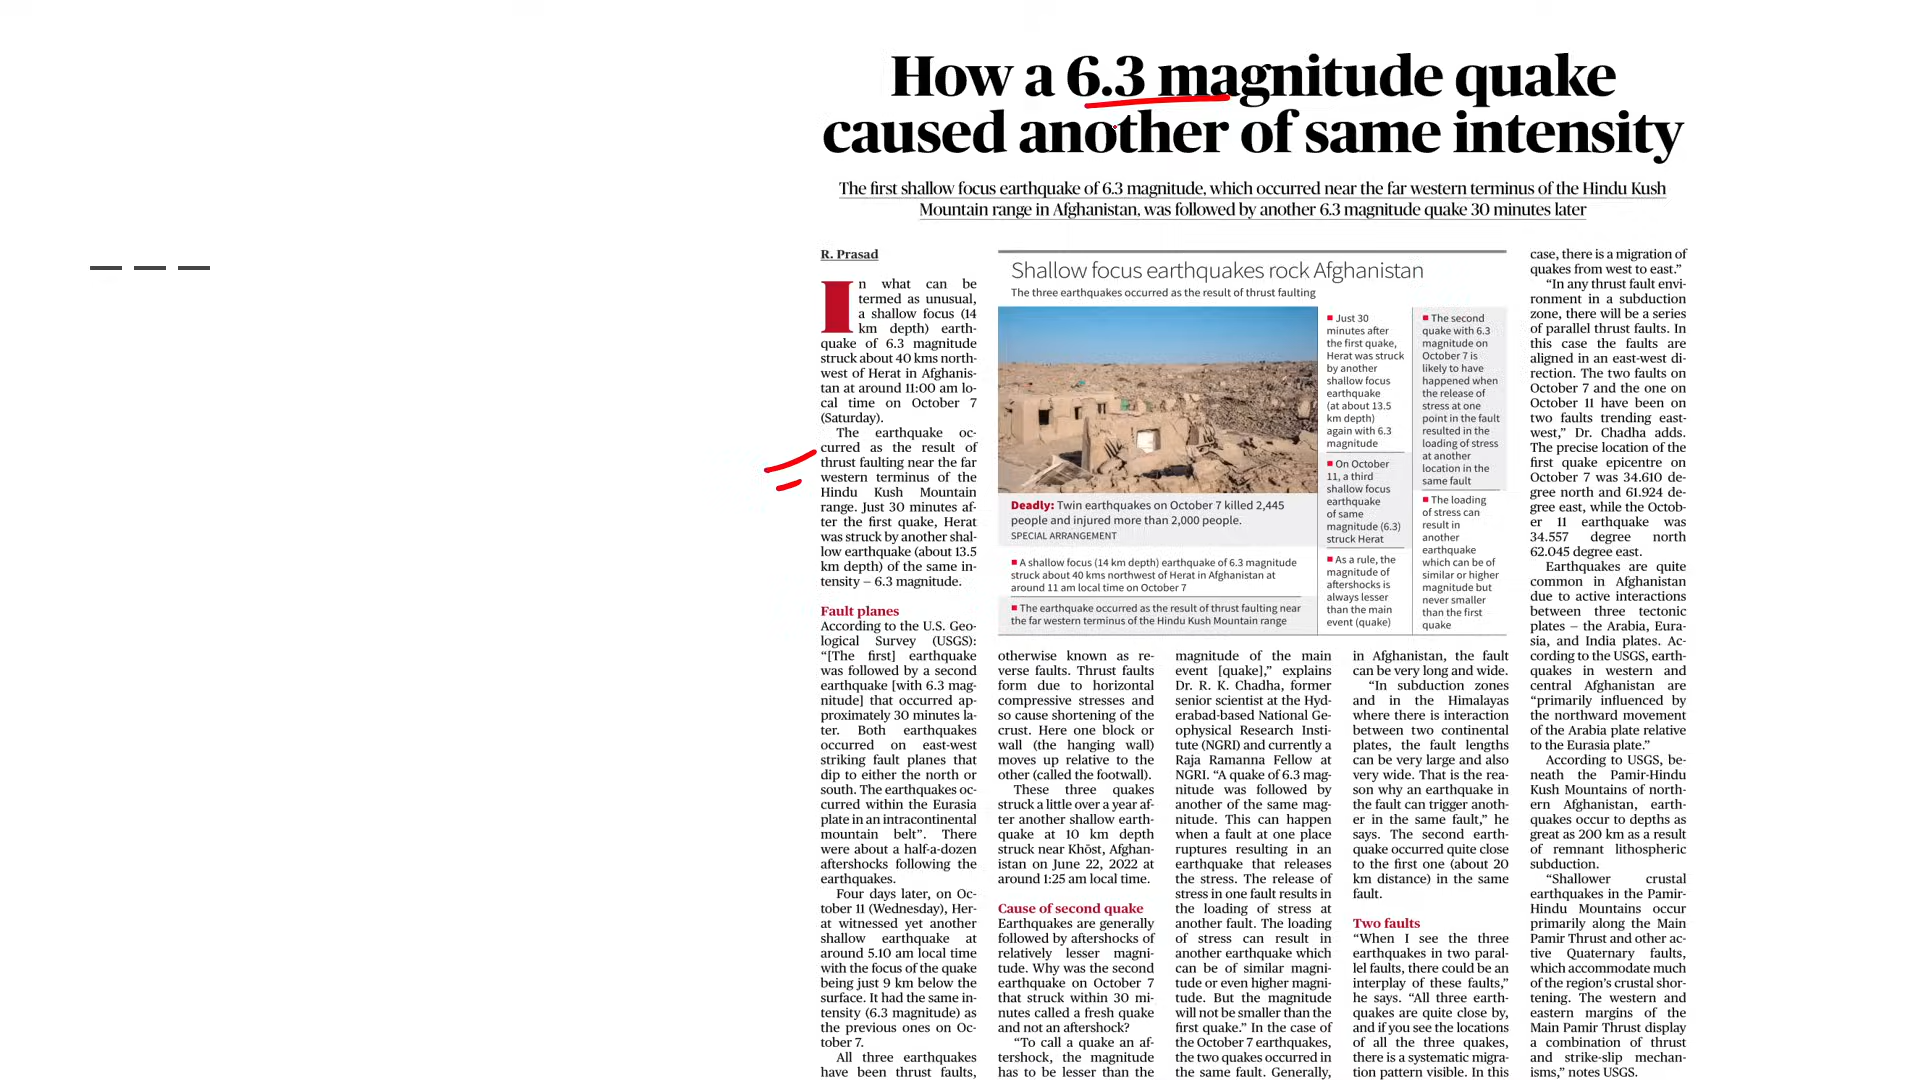 How a 6.3 magnitude quake
caused another of same intensity
The first shallow focus earthquake of 6.3 magnitude, which occurred near the far western terminus of the Hindu Kush
Mountain range in Afghanistan, was followed by another 6.3 magnitude quake 30 minutes later
R. Prasad
In what can be
termed as unusual,
a shallow focus (14
km depth) earth-
quake of 6.3 magnitude
struck about 40 kms north-
west of Herat in Afghanis-
tan at around 11:00 am lo-
cal time on October 7
(Saturday).
The earthquake oc-
curred as the result of
thrust faulting near the far
western terminus of the
Hindu Kush Mountain
range. Just 30 minutes af-
ter the first quake, Herat
was struck by another shal-
low earthquake (about 13.5
km depth) of the same in-
tensity – 6.3 magnitude.
Fault planes
According to the U.S. Geo-
logical Survey (USGS):
“[The first] earthquake
was followed by a second
earthquake [with 6.3 mag-
nitude] that occurred ap-
proximately 30 minutes la-
ter. Both earthquakes
occurred on east-west
striking fault planes that
dip to either the north or
south. The earthquakes oc-
curred within the Eurasia
plate in an intracontinental
mountain belt”. There
were about a half-a-dozen
aftershocks following the
earthquakes.
Four days later, on Oc-
tober 11 (Wednesday), Her-
at witnessed yet another
shallow earthquake at
around 5.10 am local time
with the focus of the quake
being just 9 km below the
surface. It had the same in-
tensity (6.3 magnitude) as
the previous ones on Oc-
tober 7.
All three earthquakes
have been thrust faults,
Shallow focus earthquakes rock Afghanistan
The three earthquakes occurred as the result of thrust faulting
Deadly: Twin earthquakes on October 7 killed 2,445
people and injured more than 2,000 people.
SPECIAL ARRANGEMENT
A shallow focus (14 km depth) earthquake of 6.3 magnitude
struck about 40 kms northwest of Herat in Afghanistan at
around 11 am local time on October 7
The earthquake occurred as the result of thrust faulting near
the far western terminus of the Hindu Kush Mountain range
Just 30
minutes after
the first quake,
Herat was struck
by another
shallow focus
earthquake
(at about 13.5
km depth)
again with 6.3
magnitude
On October
11, a third
shallow focus
earthquake
of same
magnitude (6.3)
struck Herat
As a rule, the
magnitude of
aftershocks is
always lesser
than the main
event (quake)
The second
quake with 6.3
magnitude on
October 7 is
likely to have
happened when
the release of
stress at one
point in the fault
resulted in the
loading of stress
at another
location in the
same fault
The loading
of stress can
result in
another
earthquake
which can be of
similar or higher
magnitude but
never smaller
than the first
quake
otherwise known as re-
verse faults. Thrust faults
form due to horizontal
compressive stresses and
so cause shortening of the
crust. Here one block or
wall (the hanging wall)
moves up relative to the
other (called the footwall).
These three quakes
struck a little over a year af-
ter another shallow earth-
quake at 10 km depth
struck near Khōst, Afghan-
istan on June 22, 2022 at
around 1:25 am local time.
Cause of second quake
Earthquakes are generally
followed by aftershocks of
relatively lesser magni-
tude. Why was the second
earthquake on October 7
that struck within 30 mi-
nutes called a fresh quake
and not an aftershock?
“To call a quake an af-
tershock, the magnitude
has to be lesser than the
magnitude of the main
event [quake],” explains
Dr. R. K. Chadha, former
senior scientist at the Hyd-
erabad-based National Ge-
ophysical Research Insti-
tute (NGRI) and currently a
Raja Ramanna Fellow at
NGRI. “A quake of 6.3 mag-
nitude was followed by
another of the same mag-
nitude. This can happen
when a fault at one place
ruptures resulting in an
earthquake that releases
the stress. The release of
stress in one fault results in
the loading of stress at
another fault. The loading
of stress can result in
another earthquake which
can be of similar magni-
tude or even higher magni-
tude. But the magnitude
will not be smaller than the
first quake.” In the case of
the October 7 earthquakes,
the two quakes occurred in
the same fault. Generally,
in Afghanistan, the fault
can be very long and wide.
“In subduction zones
and in the Himalayas
where there is interaction
between two continental
plates, the fault lengths
can be very large and also
very wide. That is the rea-
son why an earthquake in
the fault can trigger anoth-
er in the same fault,” he
says. The second earth-
quake occurred quite close
to the first one (about 20
km distance) in the same
fault.
Two faults
“When I see the three
earthquakes in two paral-
lel faults, there could be an
interplay of these faults,”
he says. “All three earth-
quakes are quite close by,
and if you see the locations
of all the three quakes,
there is a systematic migra-
tion pattern visible. In this
case, there is a migration of
quakes from west to east.”
“In any thrust fault envi-
ronment in a subduction
zone, there will be a series
of parallel thrust faults. In
this case the faults are
aligned in an east-west di-
rection. The two faults on
October 7 and the one on
October 11 have been on
two faults trending east-
west,” Dr. Chadha adds.
The precise location of the
first quake epicentre on
October 7 was 34.610 de-
gree north and 61.924 de-
gree east, while the Octob-
er 11 earthquake was
34.557 degree north
62.045 degree east.
Earthquakes are quite
common in Afghanistan
due to active interactions
between three tectonic
plates – the Arabia, Eura-
sia, and India plates. Ac-
cording to the USGS, earth-
quakes in western and
central Afghanistan are
“primarily influenced by
the northward movement
of the Arabia plate relative
to the Eurasia plate.”
According to USGS, be-
neath the Pamir-Hindu
Kush Mountains of north-
ern Afghanistan, earth-
quakes occur to depths as
great as 200 km as a result
of remnant lithospheric
subduction.
“Shallower crustal
earthquakes in the Pamir-
Hindu Mountains occur
primarily along the Main
Pamir Thrust and other ac-
tive Quaternary faults,
which accommodate much
of the region’s crustal shor-
tening. The western and
eastern margins of the
Main Pamir Thrust display
a combination of thrust
and strike-slip mechan-
isms,” notes USGS.